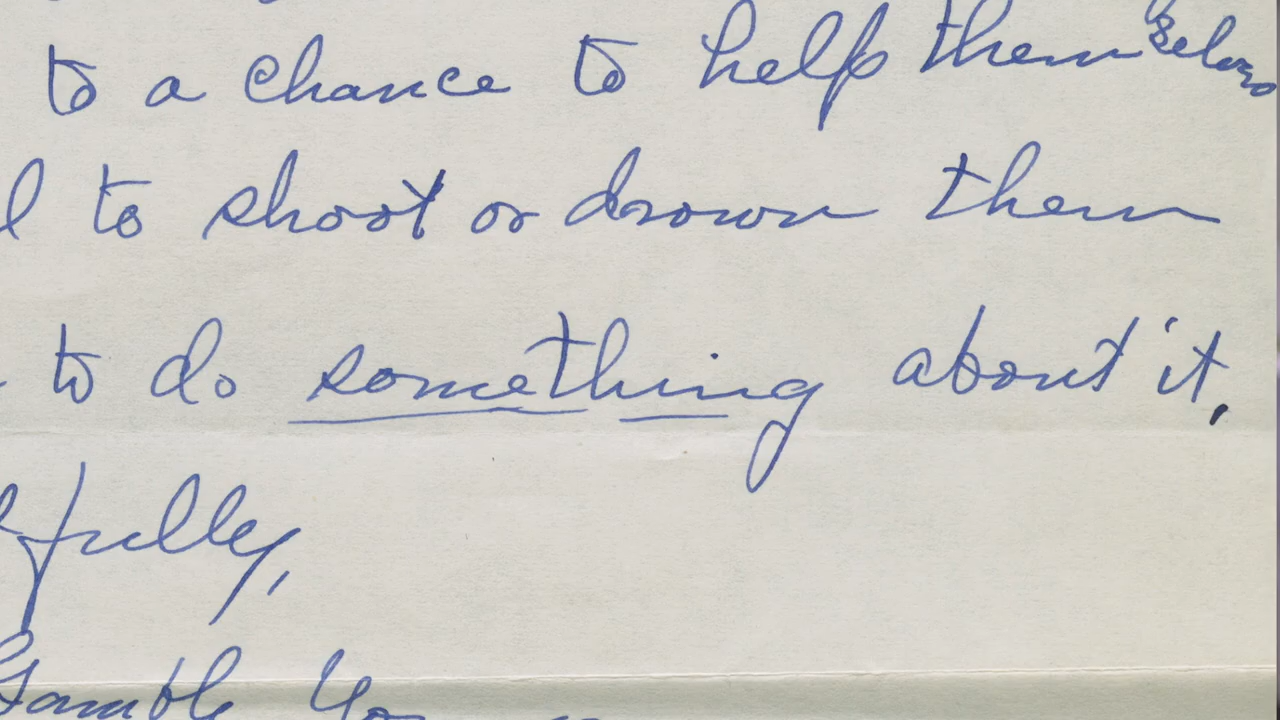 to a chance to help themselves
to shoot or drown them
to do something about it.
fully,